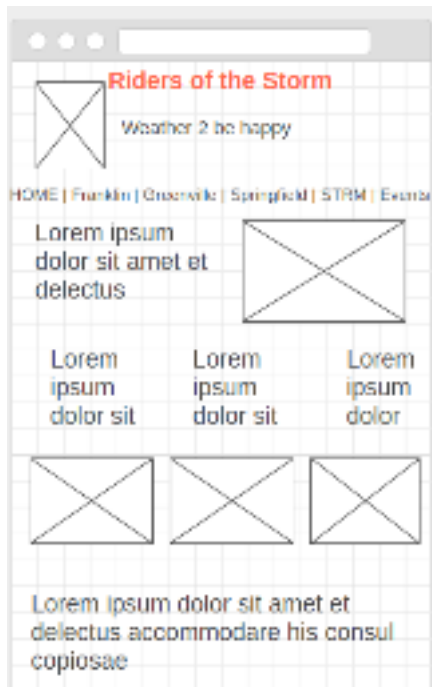 Riders of the Storm
Weather 2 be happy
HOME | Franklin | Greenville | Springfield | STRM | Events
Lorem ipsum
dolor sit amet et
delectus
Lorem
ipsum
dolor sit
Lorem
ipsum
dolor sit
Lorem
ipsum
dolor
Lorem ipsum dolor sit amet et
delectus accommodare his consul
copiosae